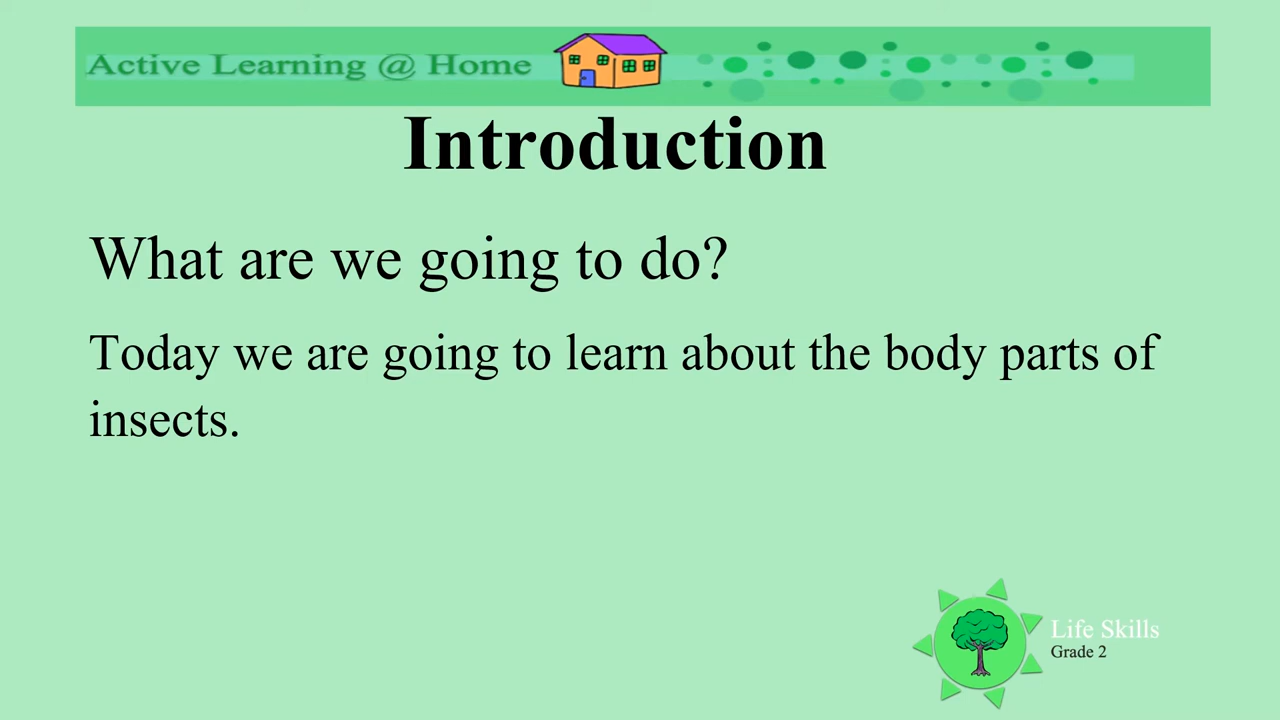 Active Learning @ Home
Introduction
What are we going to do?
Today we are going to learn about the body parts of
insects.
Life Skills
Grade 2